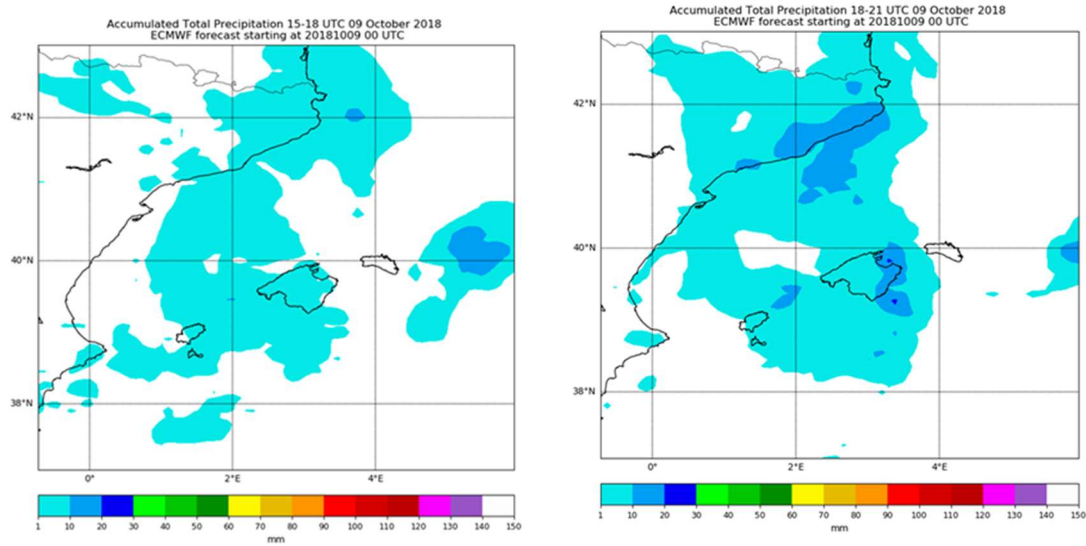 Accumulated Total Precipitation 15-18 UTC 09 October 2018
ECMWF forecast starting at 20181009 00 UTC
42°N
40°N
38°N
0° 2°E 4°E
1 10 20 30 40 50 60 70 80 90 100 110 120 130 140 150
mm
Accumulated Total Precipitation 18-21 UTC 09 October 2018
ECMWF forecast starting at 20181009 00 UTC
42°N
40°N
38°N
0° 2°E 4°E
1 10 20 30 40 50 60 70 80 90 100 110 120 130 140 150
mm